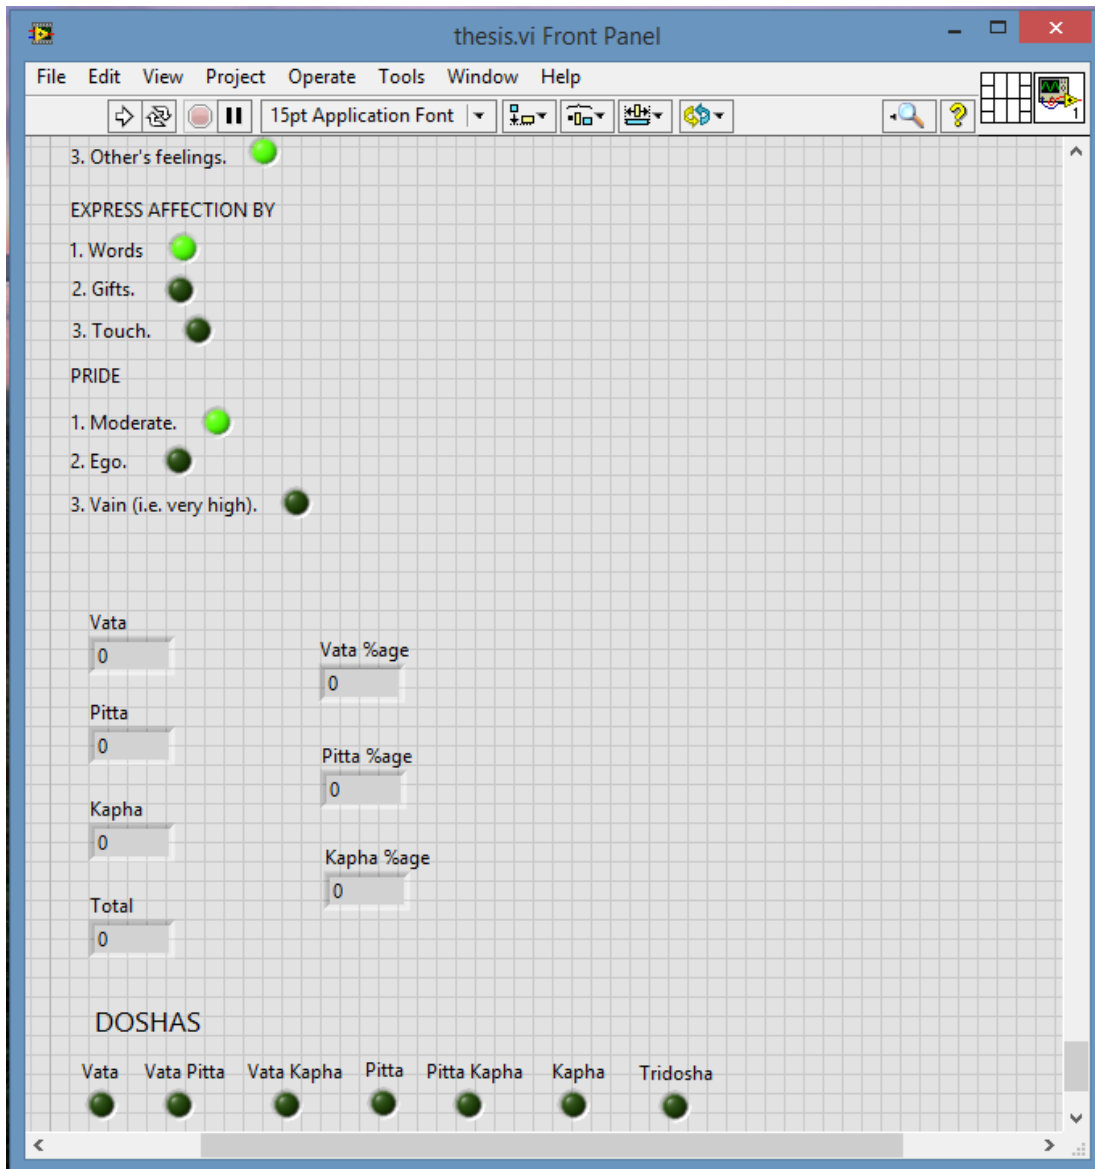 thesis.vi Front Panel
File Edit View Project Operate Tools Window Help
15pt Application Font
1
3. Other's feelings.
EXPRESS AFFECTION BY
1. Words
2. Gifts.
3. Touch.
PRIDE
1. Moderate.
2. Ego.
3. Vain (i.e. very high).
Vata
0
Vata %age
0
Pitta
0
Pitta %age
0
Kapha
0
Kapha %age
0
Total
0
DOSHAS
Vata Vata Pitta Vata Kapha Pitta Pitta Kapha Kapha Tridosha